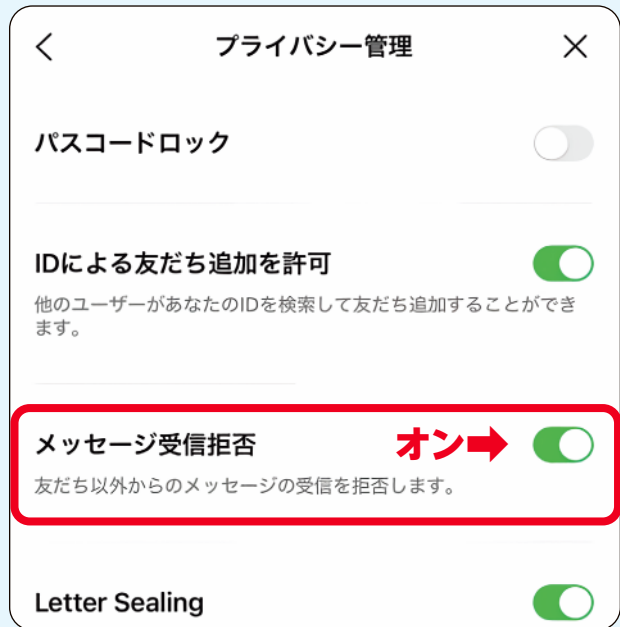 プライバシー管理
パスコードロック
IDによる友だち追加を許可
他のユーザーがあなたのIDを検索して友だち追加することができ
ます。
メッセージ受信拒否
オン➡
友だち以外からのメッセージの受信を拒否します。
Letter Sealing